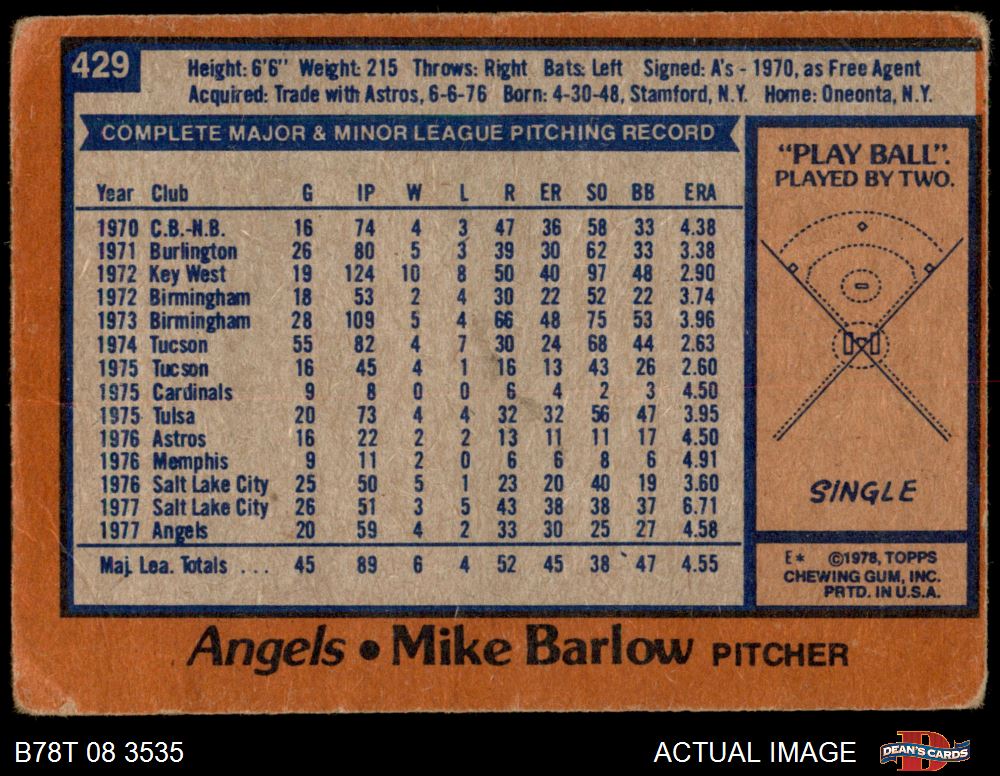 429
Height: 6'6" Weight: 215 Throws: Right Bats: Left Signed: A's - 1970, as Free Agent
Acquired: Trade with Astros, 6-6-76 Born: 4-30-48, Stamford, N.Y. Home: Oneonta, N.Y.
COMPLETE MAJOR & MINOR LEAGUE PITCHING RECORD
Year Club G IP W L R ER SO BB ERA
1970 C.B.-N.B. 16 74 4 3 47 36 58 33 4.38
1971 Burlington 26 80 5 3 39 30 62 33 3.38
1972 Key West 19 124 10 8 50 40 97 48 2.90
1972 Birmingham 18 53 2 4 30 22 52 22 3.74
1973 Birmingham 28 109 5 4 66 48 75 53 3.96
1974 Tucson 55 82 4 7 30 24 68 44 2.63
1975 Tucson 16 45 4 1 16 13 43 26 2.60
1975 Cardinals 9 8 0 0 6 4 2 3 4.50
1975 Tulsa 20 73 4 4 32 32 56 47 3.95
1976 Astros 16 22 2 2 13 11 11 17 4.50
1976 Memphis 9 11 2 0 6 6 8 6 4.91
1976 Salt Lake City 25 50 5 1 23 20 40 19 3.60
1977 Salt Lake City 26 51 3 5 43 38 38 37 6.71
1977 Angels 20 59 4 2 33 30 25 27 4.58
Maj. Lea. Totals ... 45 89 6 4 52 45 38 47 4.55
"PLAY BALL".
PLAYED BY TWO.
SINGLE
E* ©1978, TOPPS
CHEWING GUM, INC.
PRTD. IN U.S.A.
Angels • Mike Barlow PITCHER
B78T 08 3535
ACTUAL IMAGE
D
DEAN'S CARDS